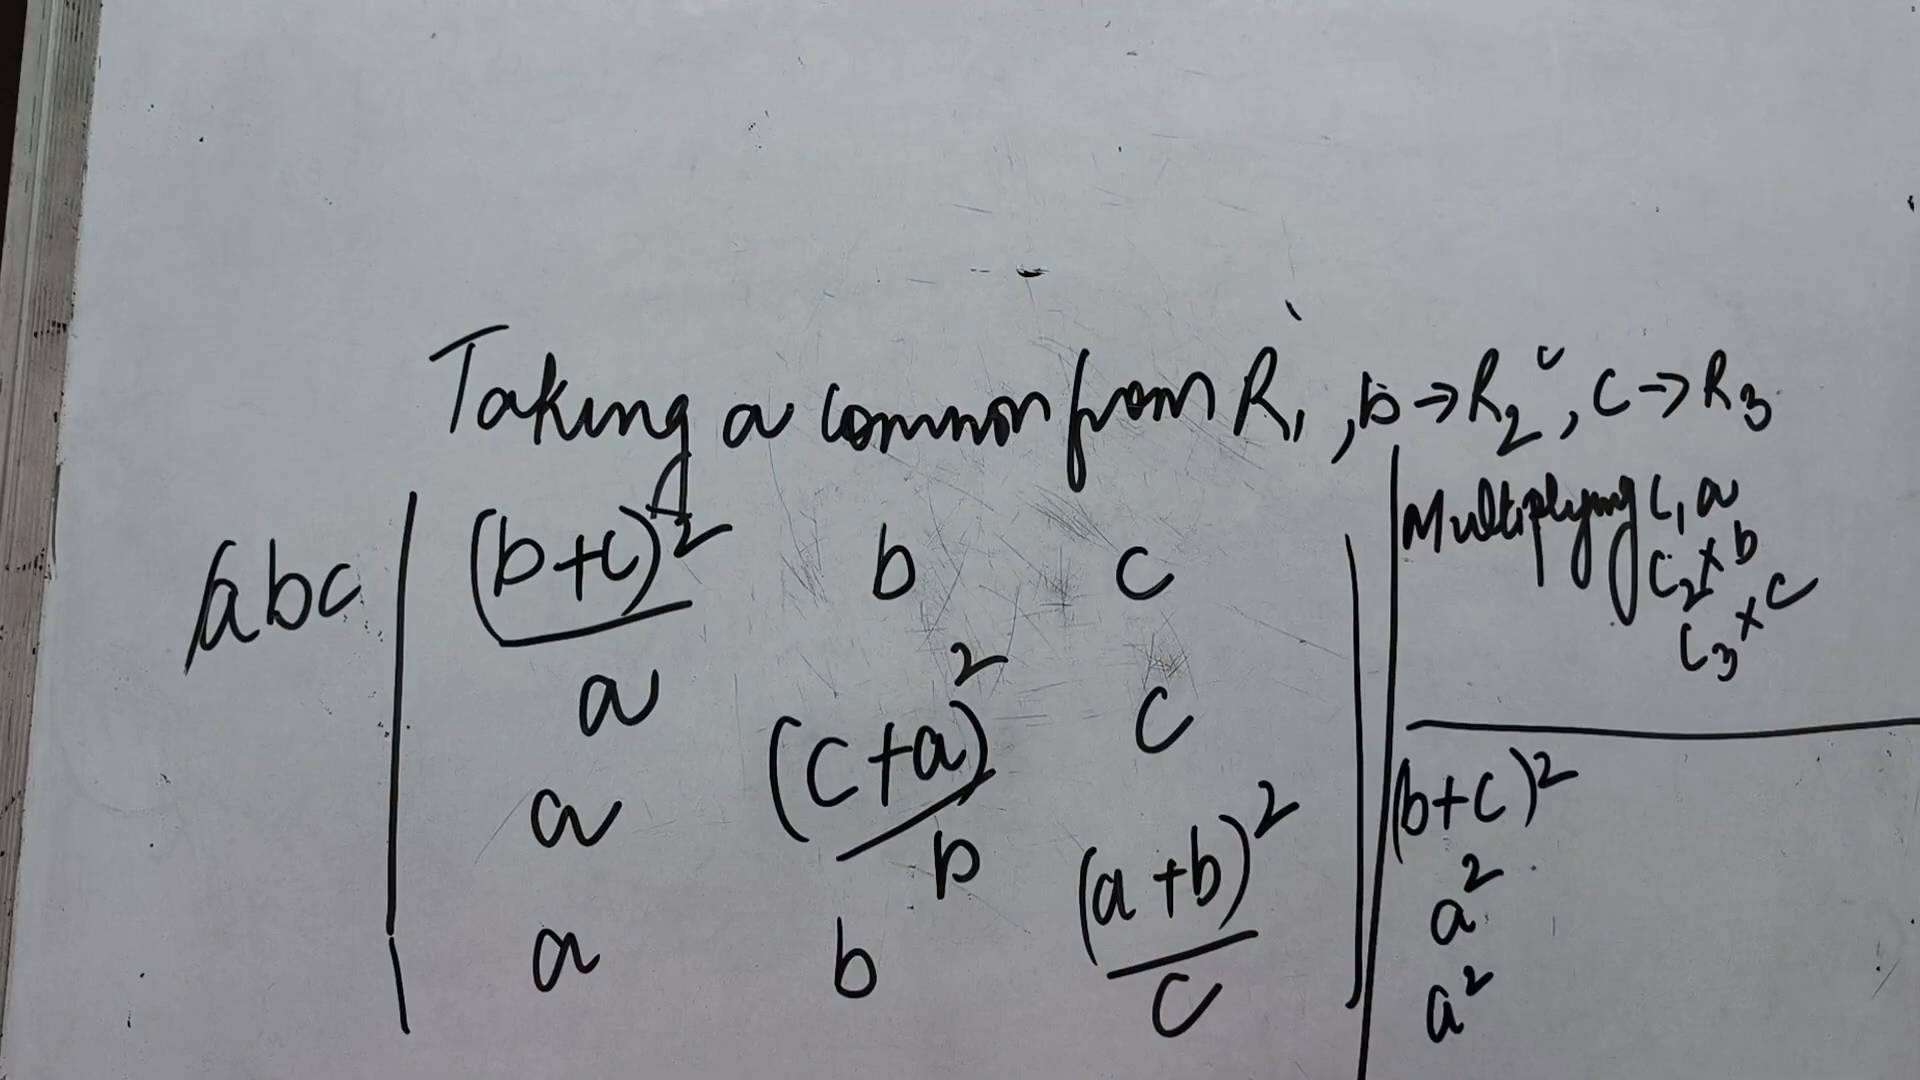 Taking a common from R₁, b → R₂, c → R₃
abc | (b+c)²/a b c |
a (c+a)²/b c
a b (a+b)²/c
Multiplying C₁ a
C₂ × b
C₃ × c
(b+c)²
a²
a²